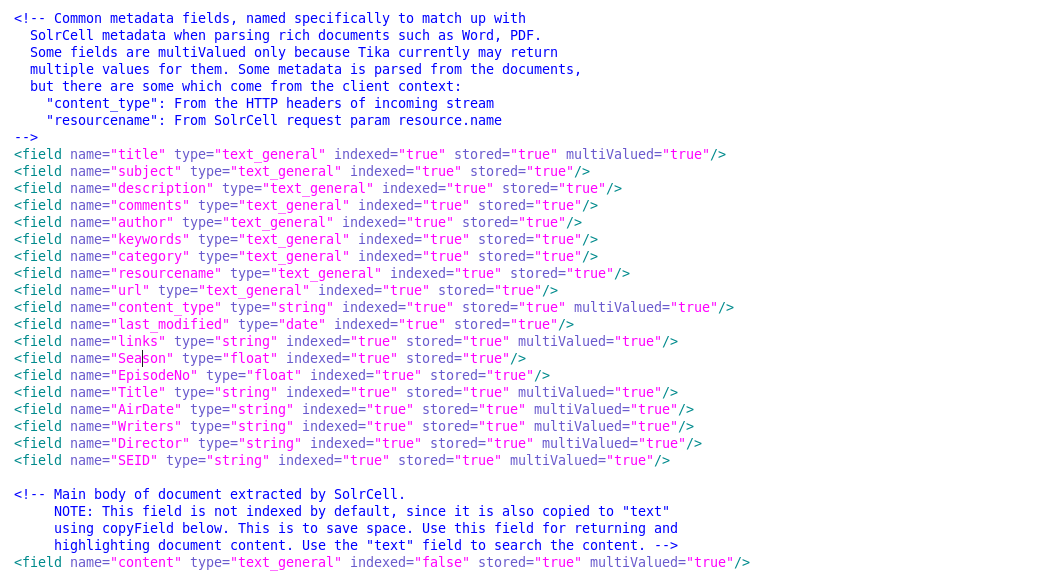 <!-- Common metadata fields, named specifically to match up with
SolrCell metadata when parsing rich documents such as Word, PDF.
Some fields are multiValued only because Tika currently may return
multiple values for them. Some metadata is parsed from the documents,
but there are some which come from the client context:
"content_type": From the HTTP headers of incoming stream
"resourcename": From SolrCell request param resource.name
-->
<field name="title" type="text_general" indexed="true" stored="true" multiValued="true"/>
<field name="subject" type="text_general" indexed="true" stored="true"/>
<field name="description" type="text_general" indexed="true" stored="true"/>
<field name="comments" type="text_general" indexed="true" stored="true"/>
<field name="author" type="text_general" indexed="true" stored="true"/>
<field name="keywords" type="text_general" indexed="true" stored="true"/>
<field name="category" type="text_general" indexed="true" stored="true"/>
<field name="resourcename" type="text_general" indexed="true" stored="true"/>
<field name="url" type="text_general" indexed="true" stored="true"/>
<field name="content_type" type="string" indexed="true" stored="true" multiValued="true"/>
<field name="last_modified" type="date" indexed="true" stored="true"/>
<field name="links" type="string" indexed="true" stored="true" multiValued="true"/>
<field name="Season" type="float" indexed="true" stored="true"/>
<field name="EpisodeNo" type="float" indexed="true" stored="true"/>
<field name="Title" type="string" indexed="true" stored="true" multiValued="true"/>
<field name="AirDate" type="string" indexed="true" stored="true" multiValued="true"/>
<field name="Writers" type="string" indexed="true" stored="true" multiValued="true"/>
<field name="Director" type="string" indexed="true" stored="true" multiValued="true"/>
<field name="SEID" type="string" indexed="true" stored="true" multiValued="true"/>
<!-- Main body of document extracted by SolrCell.
NOTE: This field is not indexed by default, since it is also copied to "text"
using copyField below. This is to save space. Use this field for returning and
highlighting document content. Use the "text" field to search the content. -->
<field name="content" type="text_general" indexed="false" stored="true" multiValued="true"/>